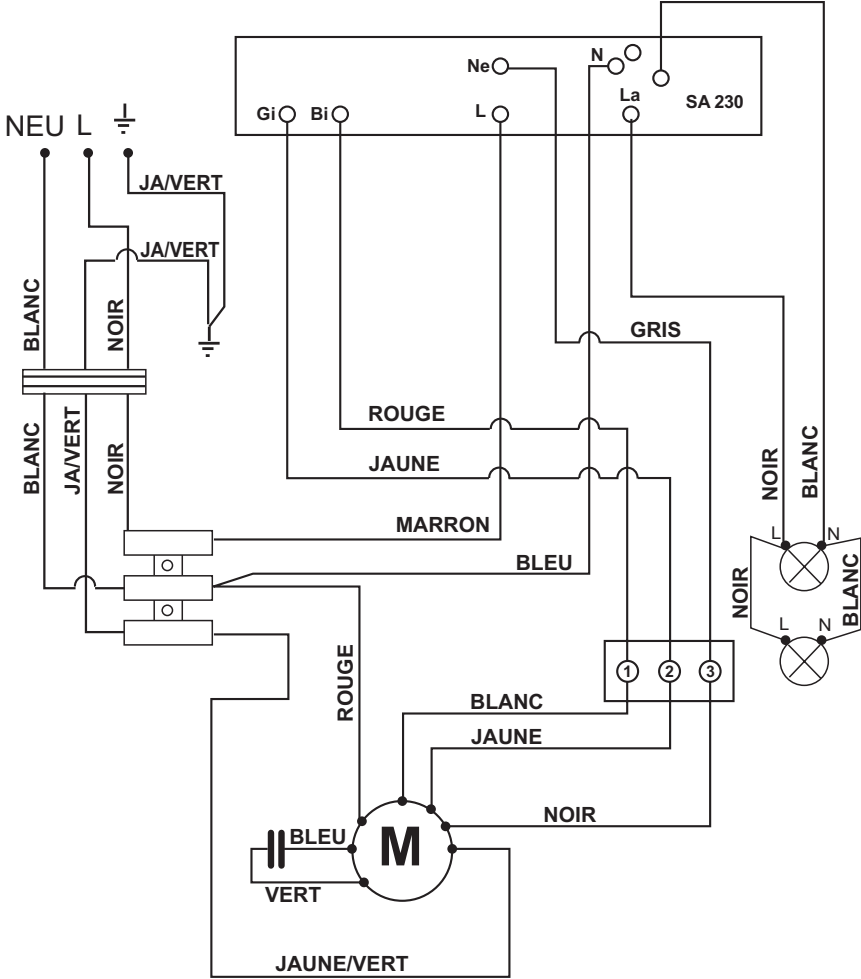 Ne
N
La
SA 230
Gi
Bi
L
NEU L
JA/VERT
JA/VERT
BLANC
NOIR
GRIS
ROUGE
BLANC
JA/VERT
NOIR
JAUNE
NOIR
BLANC
MARRON
L
N
BLEU
NOIR
BLANC
L
N
ROUGE
1
2
3
BLANC
JAUNE
NOIR
BLEU
M
VERT
JAUNE/VERT